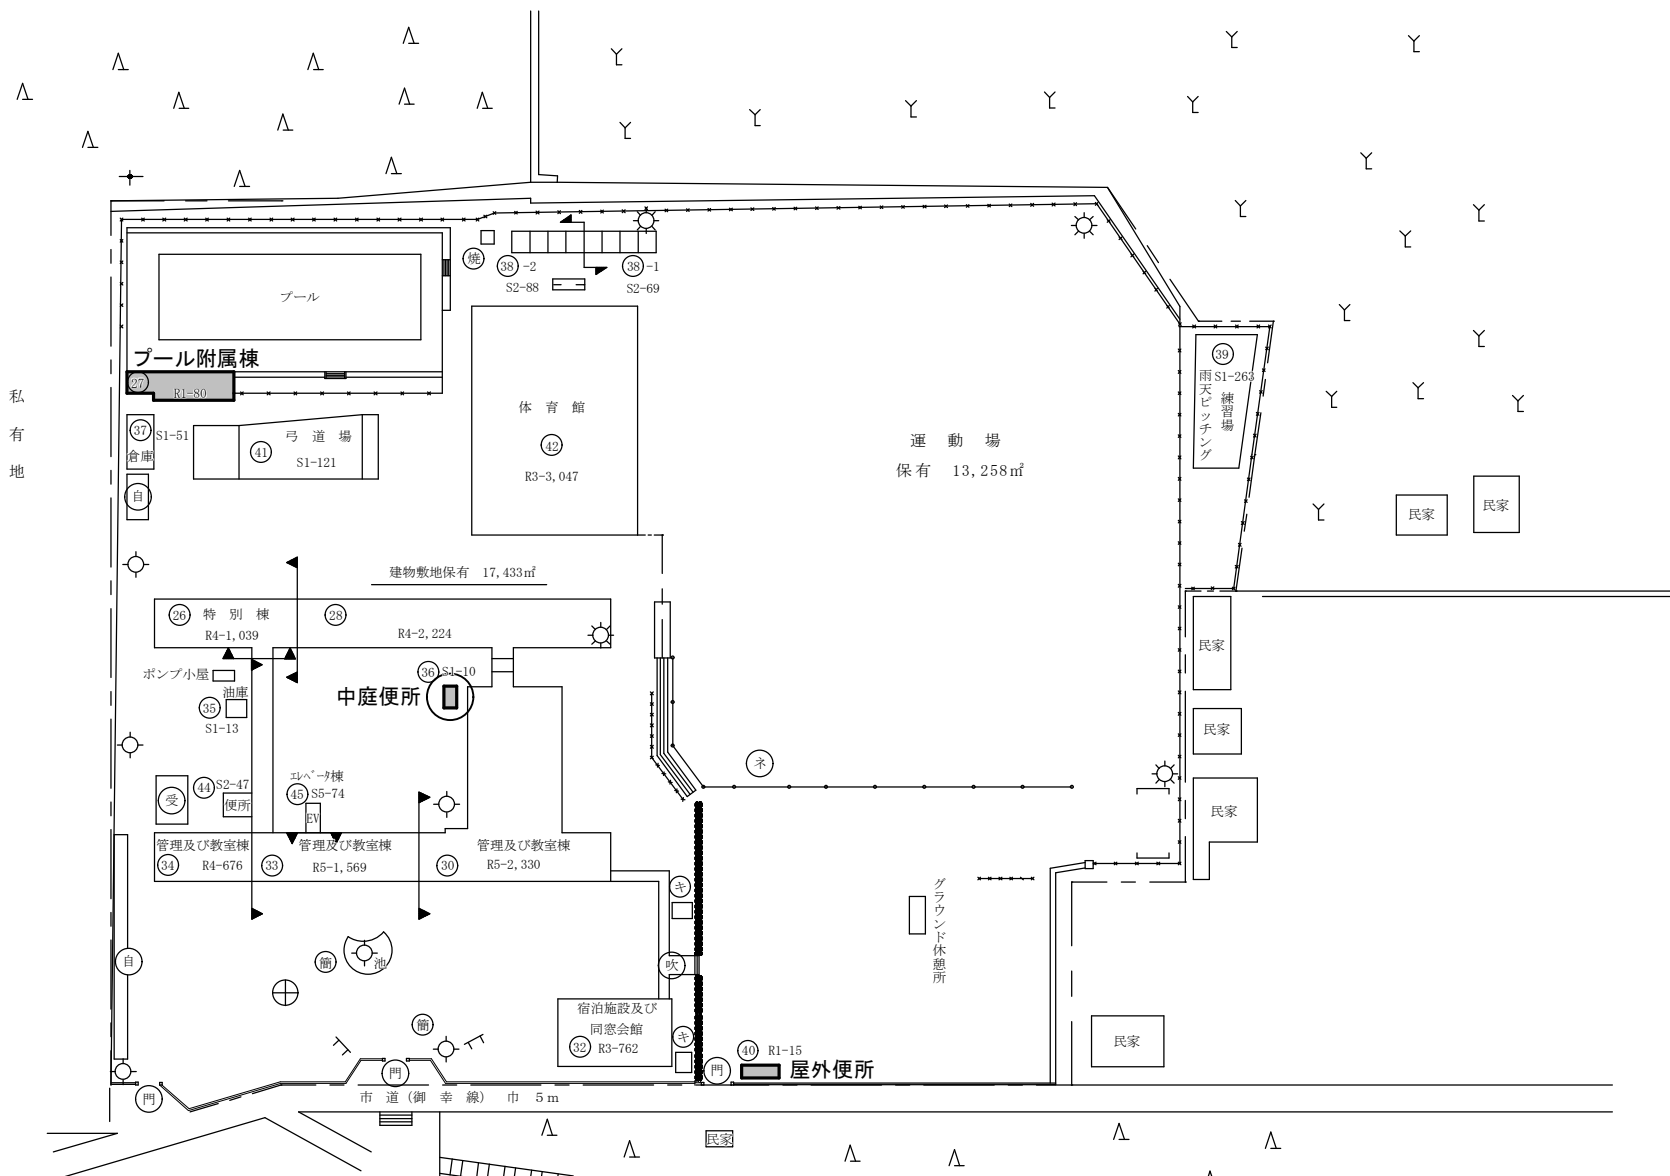 焼
38 -2
S2-88
38 -1
S2-69
プール
プール附属棟
27
R1-80
私有地
37
S1-51
倉庫
自
41
弓 道 場
S1-121
体 育 館
42
R3-3,047
運 動 場
保有 13,258㎡
39
S1-263
雨天ピッチング
練習場
民家
民家
建物敷地保有 17,433㎡
26 特 別 棟
R4-1,039
28
R4-2,224
ポンプ小屋
油庫
35
S1-13
36 S1-10
中庭便所
民家
民家
民家
ネ
受
44 S2-47
便所
エレベータ棟
45 S5-74
EV
管理及び教室棟
34 R4-676
管理及び教室棟
33 R5-1,569
管理及び教室棟
30 R5-2,330
キ
グラウンド休憩所
自
簡
池
吹
簡
宿泊施設及び
同窓会館
32 R3-762
キ
民家
40 R1-15
屋外便所
門
門
門
市 道 (御 幸 線) 巾 5m
民家